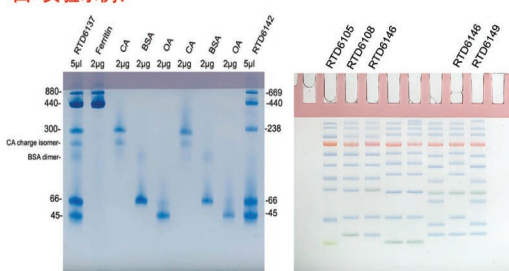 RTD6137
Ferritin
CA
BSA
OA
CA
BSA
OA
RTD6142
5μl 2μg 2μg 2μg 2μg 2μg 2μg 2μg 5μl
880-
440-
300-
CA charge isomer-
BSA dimer-
66-
45-
-669
-440
-238
-66
-45
RTD6105
RTD6108
RTD6146
RTD6146
RTD6149